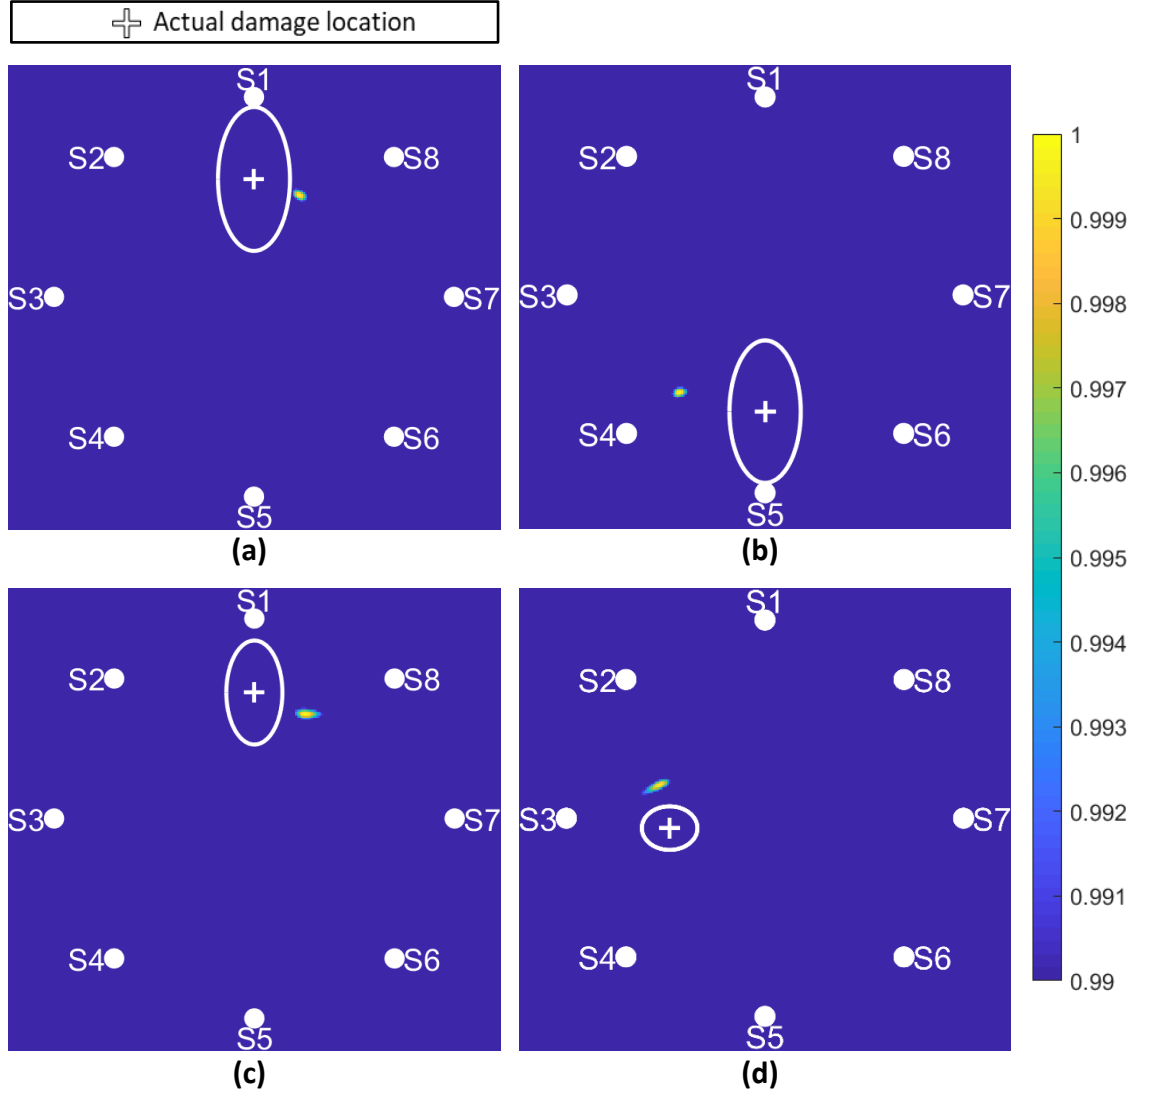 Actual damage location
S1
S2
S8
S3
S7
S4
S6
S5
(a)
S1
S2
S8
S3
S7
S4
S6
S5
(b)
S1
S2
S8
S3
S7
S4
S6
S5
(c)
S1
S2
S8
S3
S7
S4
S6
S5
(d)
1
0.999
0.998
0.997
0.996
0.995
0.994
0.993
0.992
0.991
0.99